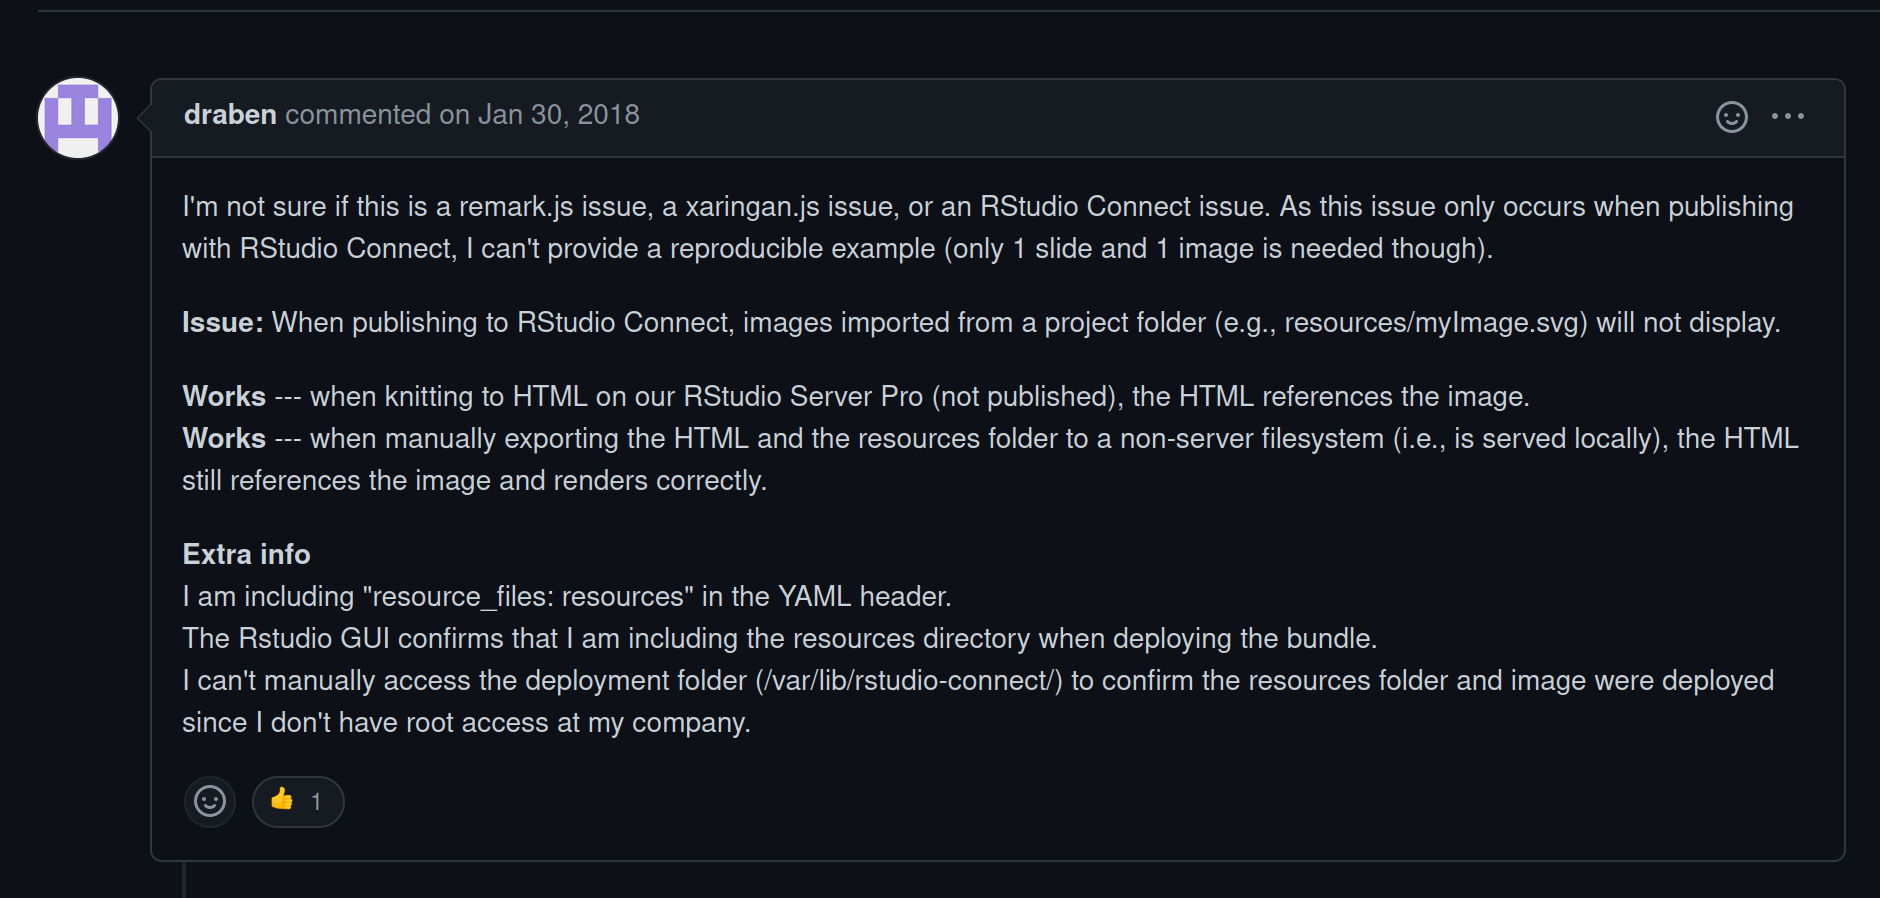 draben commented on Jan 30, 2018
I'm not sure if this is a remark.js issue, a xaringan.js issue, or an RStudio Connect issue. As this issue only occurs when publishing
with RStudio Connect, I can't provide a reproducible example (only 1 slide and 1 image is needed though).
Issue: When publishing to RStudio Connect, images imported from a project folder (e.g., resources/myImage.svg) will not display.
Works --- when knitting to HTML on our RStudio Server Pro (not published), the HTML references the image.
Works --- when manually exporting the HTML and the resources folder to a non-server filesystem (i.e., is served locally), the HTML
still references the image and renders correctly.
Extra info
I am including "resource_files: resources" in the YAML header.
The Rstudio GUI confirms that I am including the resources directory when deploying the bundle.
I can't manually access the deployment folder (/var/lib/rstudio-connect/) to confirm the resources folder and image were deployed
since I don't have root access at my company.
👍 1